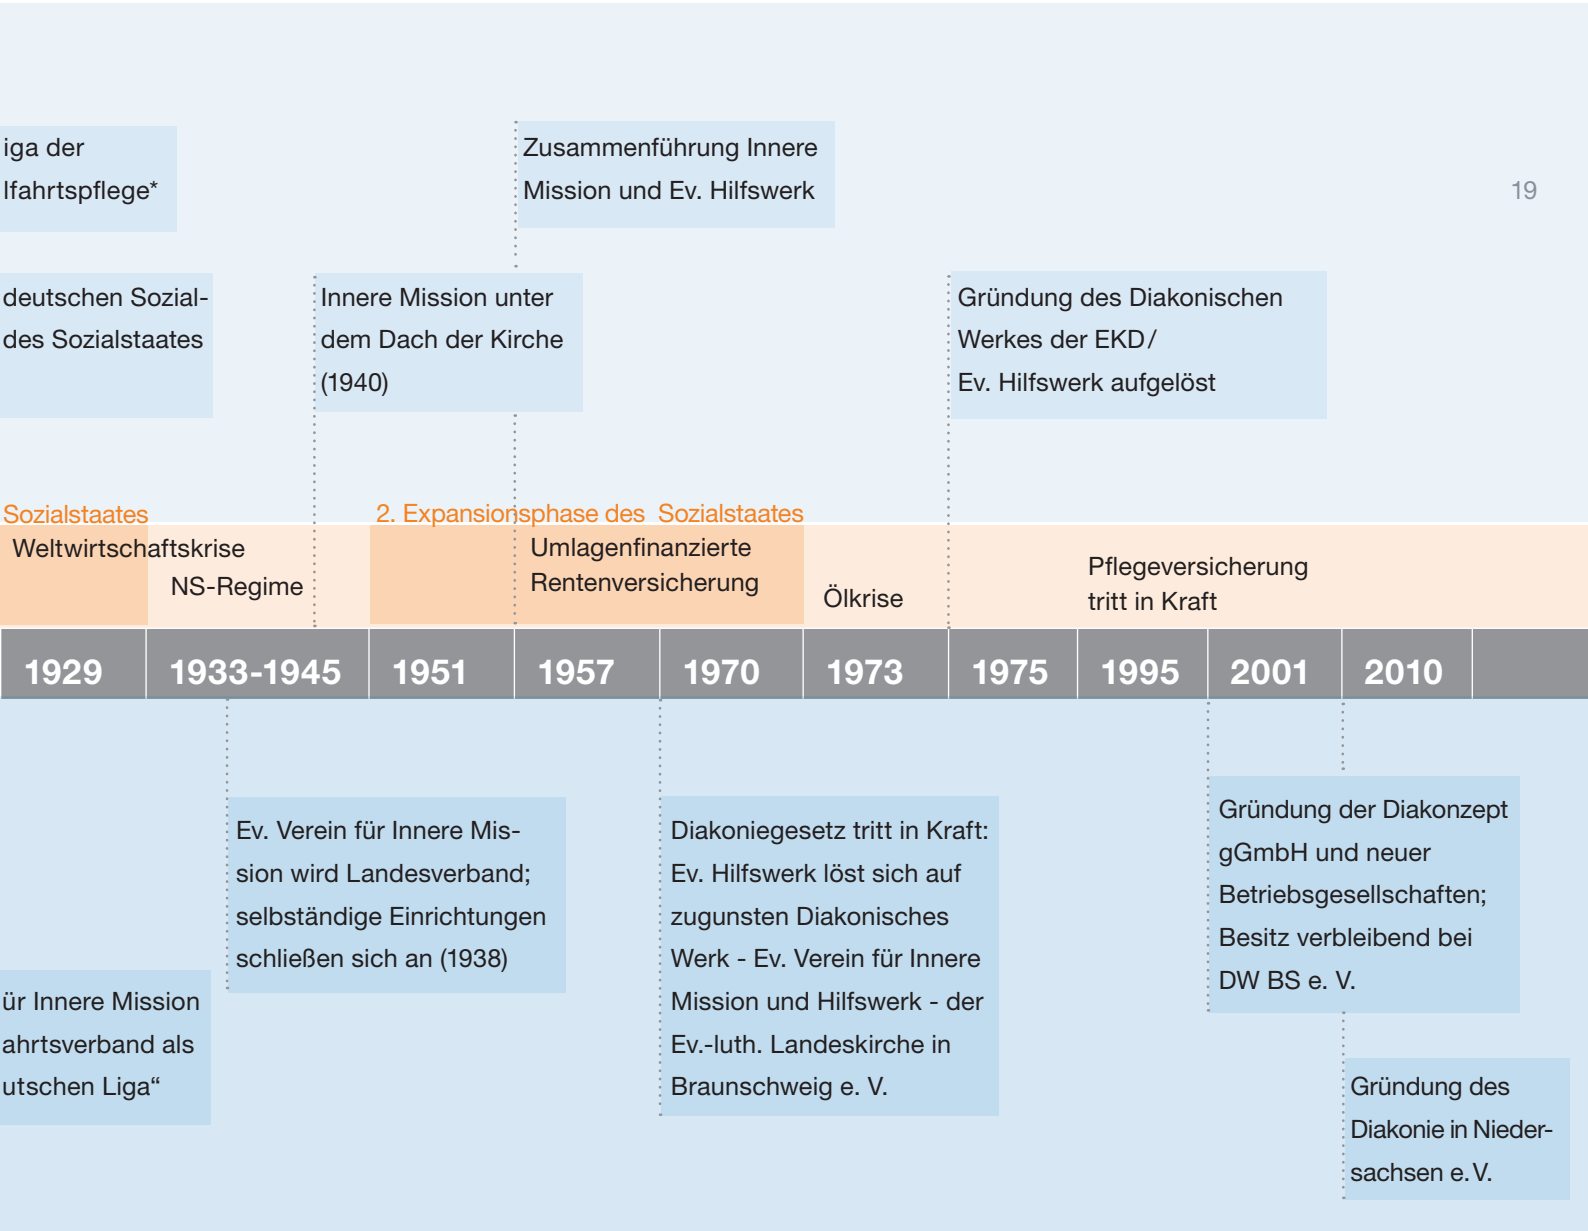 iga der
lfahrtspflege*
Zusammenführung Innere
Mission und Ev. Hilfswerk
19
deutschen Sozial-
des Sozialstaates
Innere Mission unter
dem Dach der Kirche
(1940)
Gründung des Diakonischen
Werkes der EKD/
Ev. Hilfswerk aufgelöst
Sozialstaates
2. Expansionsphase des Sozialstaates
Weltwirtschaftskrise
NS-Regime
Umlagenfinanzierte
Rentenversicherung
Ölkrise
Pflegeversicherung
tritt in Kraft
1929 1933-1945 1951 1957 1970 1973 1975 1995 2001 2010
ür Innere Mission
ahrtsverband als
utschen Liga“
Ev. Verein für Innere Mis-
sion wird Landesverband;
selbständige Einrichtungen
schließen sich an (1938)
Diakoniegesetz tritt in Kraft:
Ev. Hilfswerk löst sich auf
zugunsten Diakonisches
Werk - Ev. Verein für Innere
Mission und Hilfswerk - der
Ev.-luth. Landeskirche in
Braunschweig e. V.
Gründung der Diakonzept
gGmbH und neuer
Betriebsgesellschaften;
Besitz verbleibend bei
DW BS e. V.
Gründung des
Diakonie in Nieder-
sachsen e. V.